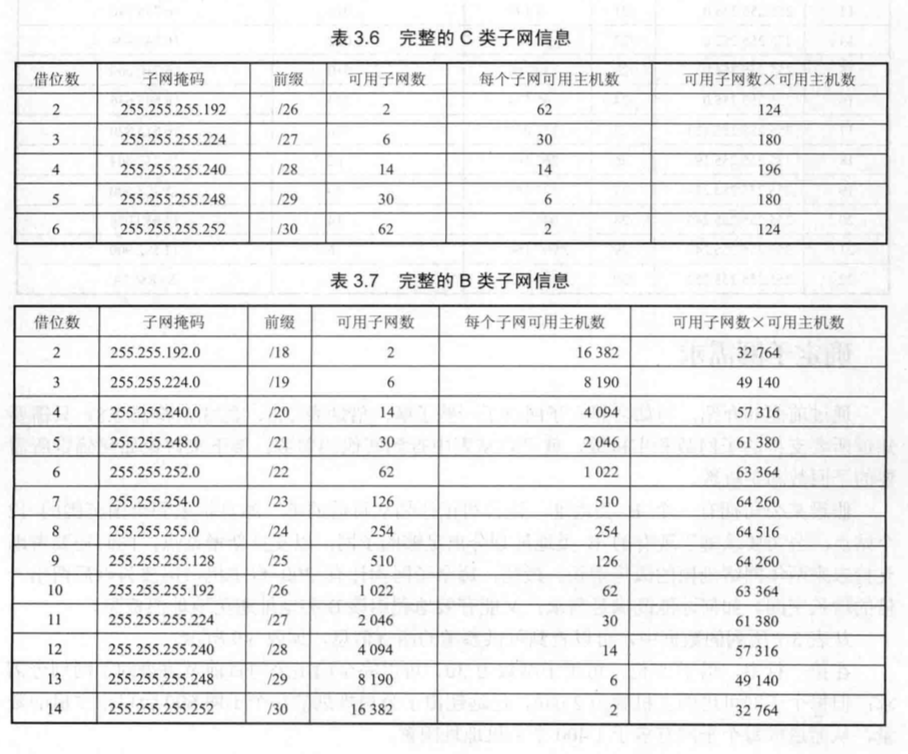 表 3.6 完整的 C 类子网信息
借位数 子网掩码 前缀 可用子网数 每个子网可用主机数 可用子网数×可用主机数
2 255.255.255.192 /26 2 62 124
3 255.255.255.224 /27 6 30 180
4 255.255.255.240 /28 14 14 196
5 255.255.255.248 /29 30 6 180
6 255.255.255.252 /30 62 2 124
表 3.7 完整的 B 类子网信息
借位数 子网掩码 前缀 可用子网数 每个子网可用主机数 可用子网数×可用主机数
2 255.255.192.0 /18 2 16 382 32 764
3 255.255.224.0 /19 6 8 190 49 140
4 255.255.240.0 /20 14 4 094 57 316
5 255.255.248.0 /21 30 2 046 61 380
6 255.255.252.0 /22 62 1 022 63 364
7 255.255.254.0 /23 126 510 64 260
8 255.255.255.0 /24 254 254 64 516
9 255.255.255.128 /25 510 126 64 260
10 255.255.255.192 /26 1 022 62 63 364
11 255.255.255.224 /27 2 046 30 61 380
12 255.255.255.240 /28 4 094 14 57 316
13 255.255.255.248 /29 8 190 6 49 140
14 255.255.255.252 /30 16 382 2 32 764